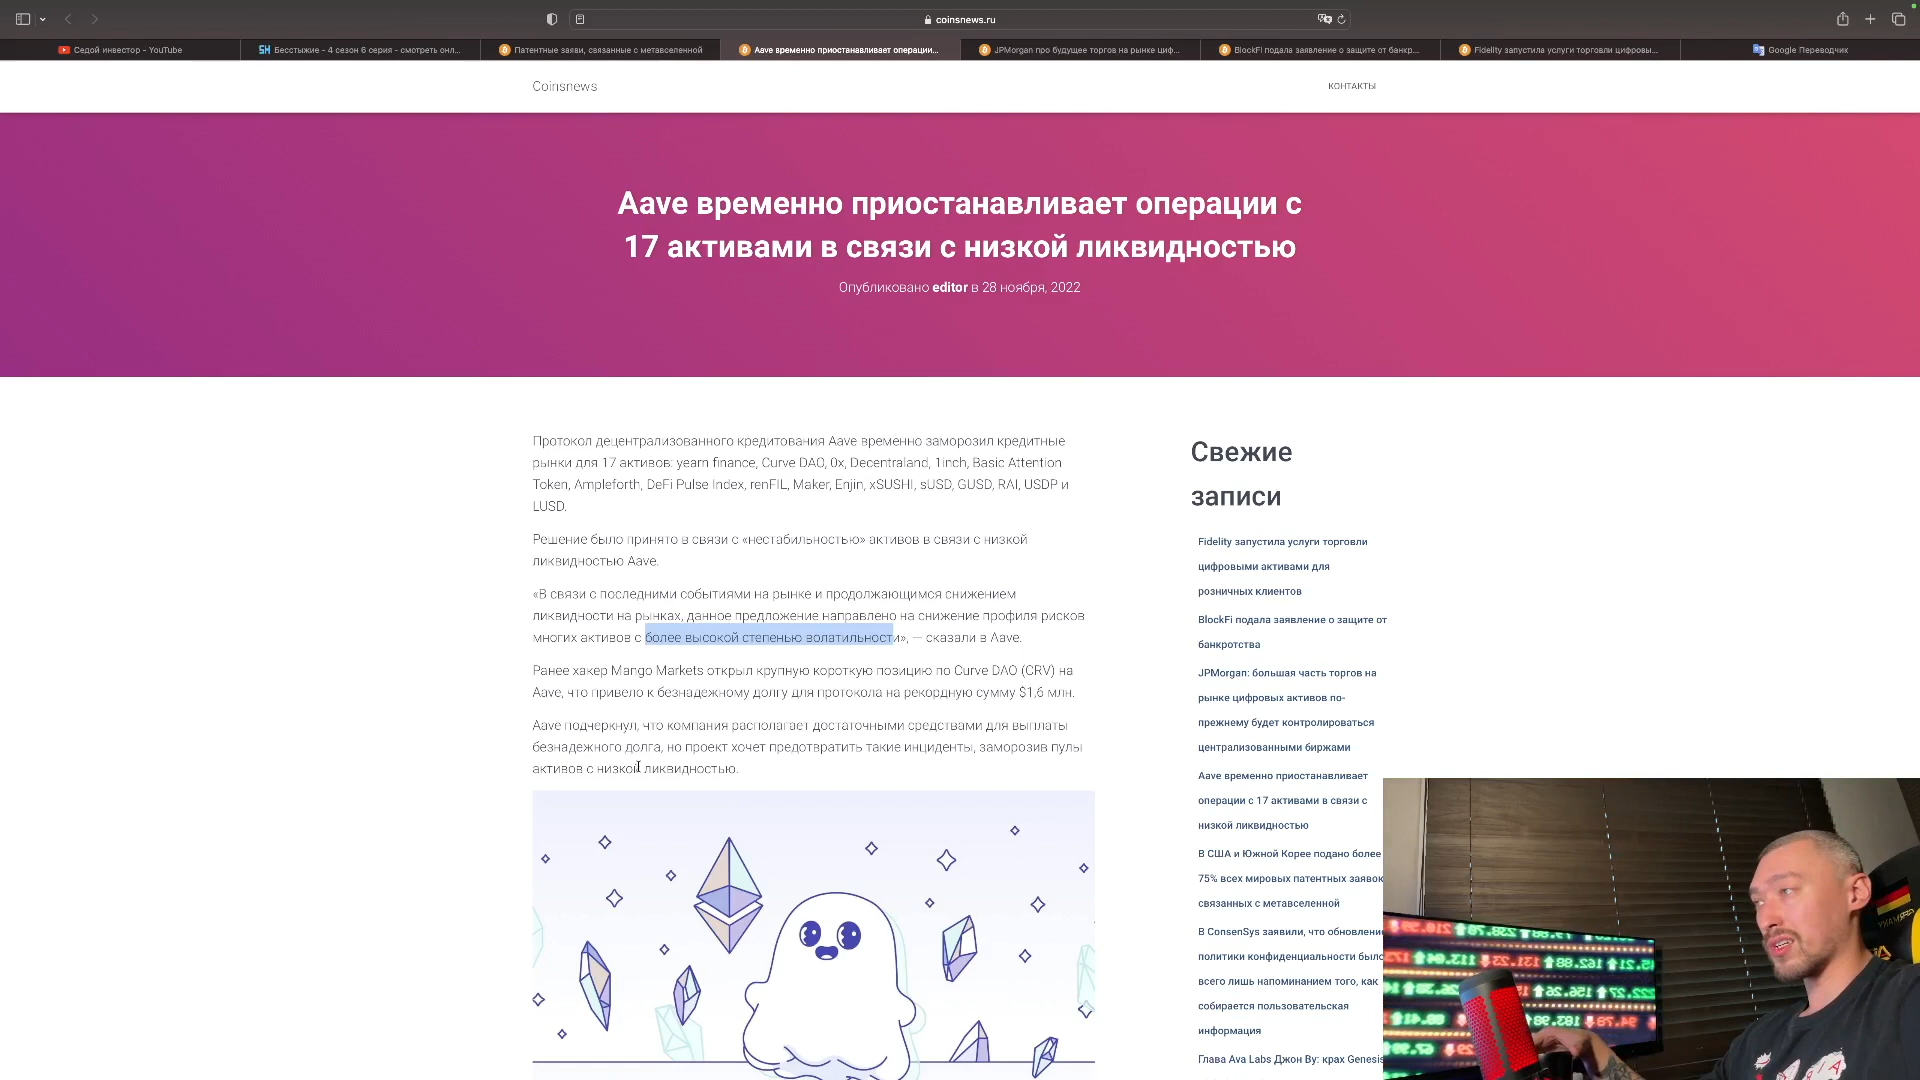 coinsnews.ru
Седой инвестор - YouTube
SH Бесстыжие - 4 сезон 6 серия - смотреть онл...
Патентные заяви, связанные с метавселенной
Aave временно приостанавливает операции...
JPMorgan про будущее торгов на рынке циф...
BlockFi подала заявление о защите от банкр...
Fidelity запустила услуги торговли цифровы...
Google Переводчик
Coinsnews
КОНТАКТЫ
Aave временно приостанавливает операции с
17 активами в связи с низкой ликвидностью
Опубликовано editor в 28 ноября, 2022
Протокол децентрализованного кредитования Aave временно заморозил кредитные
рынки для 17 активов: yearn finance, Curve DAO, 0x, Decentraland, 1inch, Basic Attention
Token, Ampleforth, DeFi Pulse Index, renFIL, Maker, Enjin, xSUSHI, sUSD, GUSD, RAI, USDP и
LUSD.
Решение было принято в связи с «нестабильностью» активов в связи с низкой
ликвидностью Aave.
«В связи с последними событиями на рынке и продолжающимся снижением
ликвидности на рынках, данное предложение направлено на снижение профиля рисков
многих активов с более высокой степенью волатильности», — сказали в Aave.
Ранее хакер Mango Markets открыл крупную короткую позицию по Curve DAO (CRV) на
Aave, что привело к безнадежному долгу для протокола на рекордную сумму $1,6 млн.
Aave подчеркнул, что компания располагает достаточными средствами для выплаты
безнадежного долга, но проект хочет предотвратить такие инциденты, заморозив пулы
активов с низкой ликвидностью.
Свежие
записи
Fidelity запустила услуги торговли
цифровыми активами для
розничных клиентов
BlockFi подала заявление о защите от
банкротства
JPMorgan: большая часть торгов на
рынке цифровых активов по-
прежнему будет контролироваться
централизованными биржами
Aave временно приостанавливает
операции с 17 активами в связи с
низкой ликвидностью
В США и Южной Корее подано более
75% всех мировых патентных заявок
связанных с метавселенной
В ConsenSys заявили, что обновлени
политики конфиденциальности было
всего лишь напоминанием того, как
собирается пользовательская
информация
Глава Ava Labs Джон Ву: крах Genesis